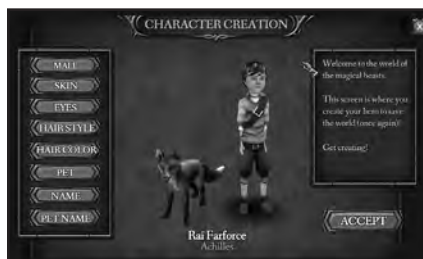 CHARACTER CREATION
MALE
SKIN
EYES
HAIR STYLE
HAIR COLOR
PET
NAME
PET NAME
Welcome to the world of
the magical hearts.
This screen is where you
create your hero to save
the world (once again)!
Get creating!
ACCEPT
Rai Farforce
Achilles